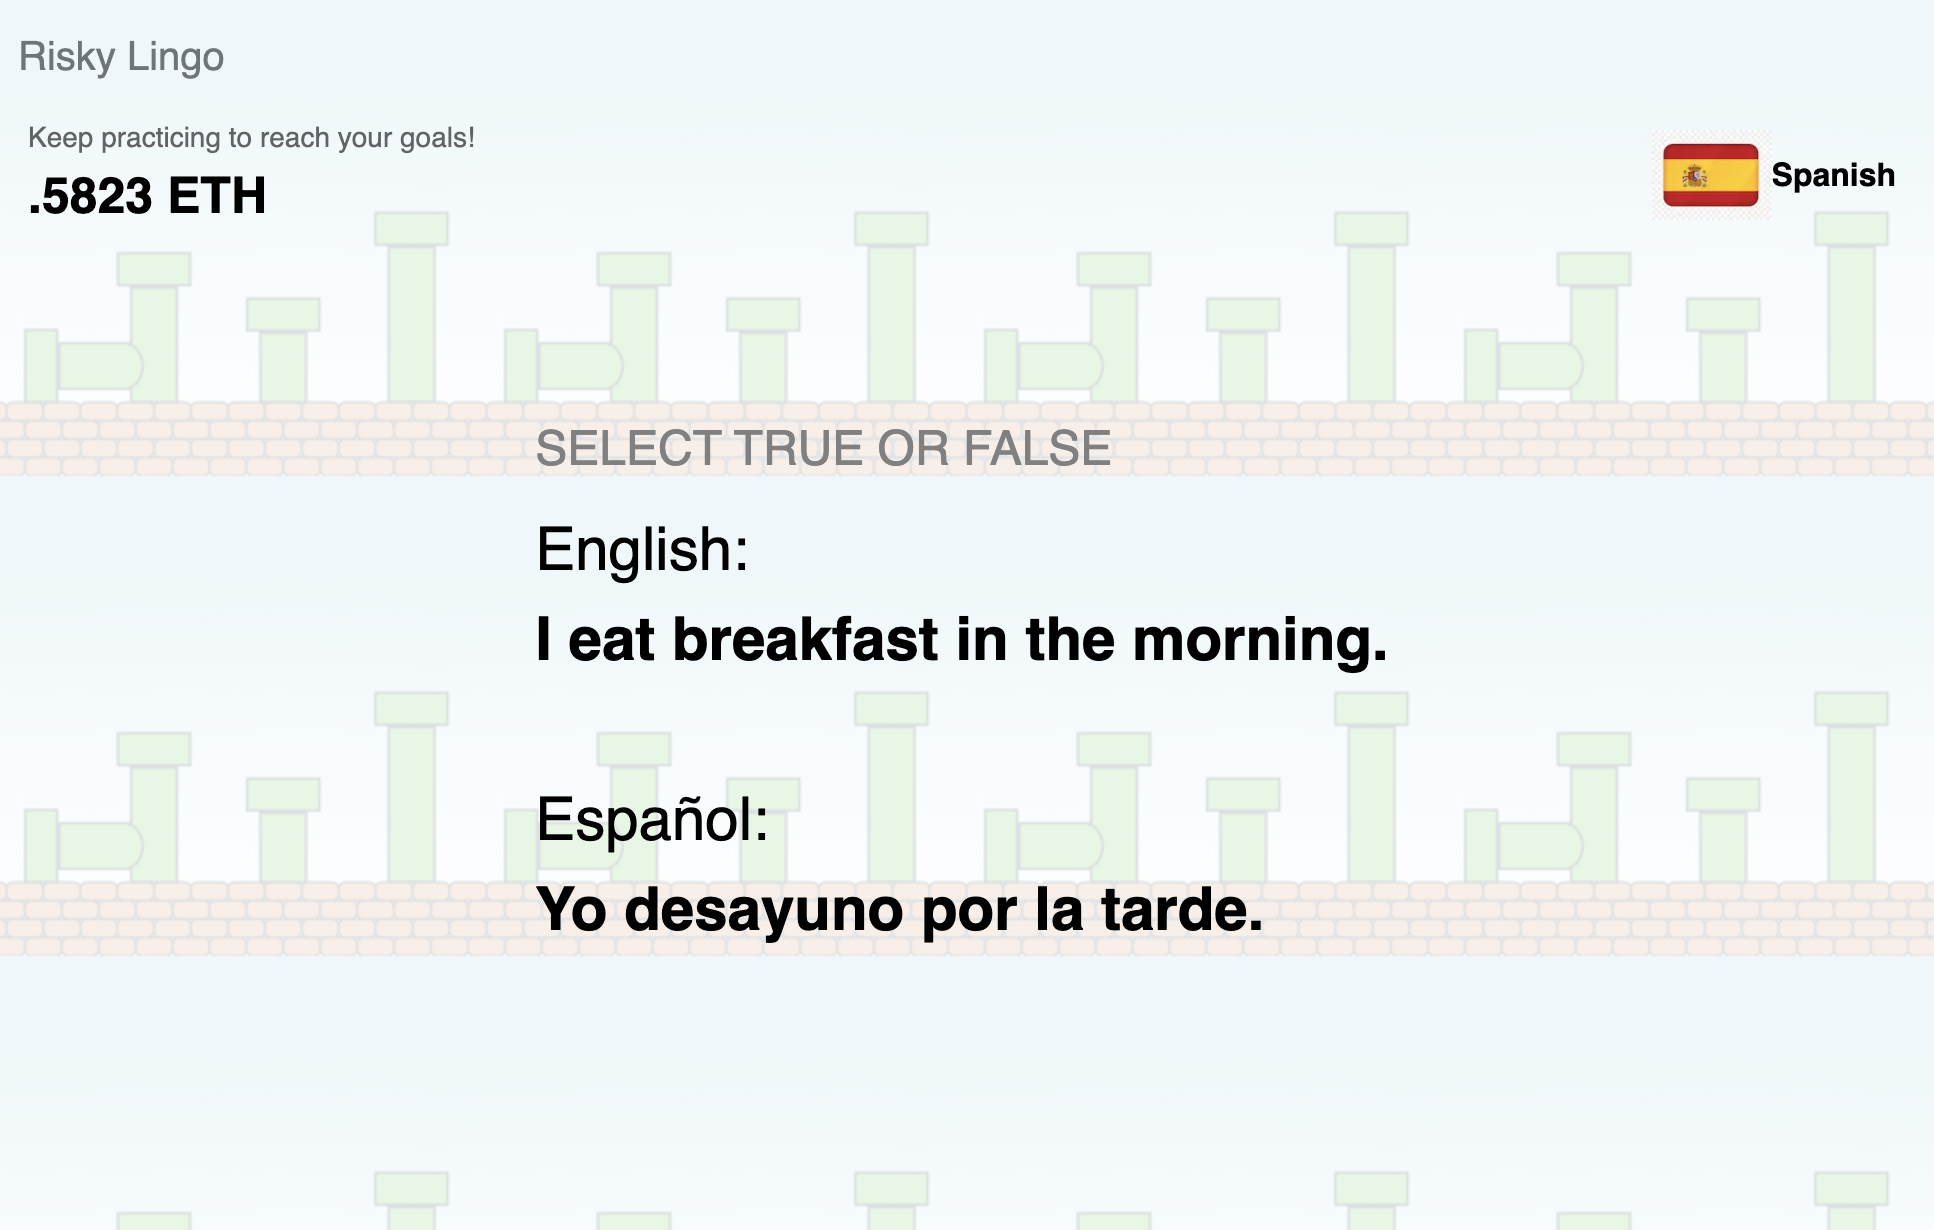 Risky Lingo
Keep practicing to reach your goals!
.5823 ETH
Spanish
SELECT TRUE OR FALSE
English:
I eat breakfast in the morning.
Español:
Yo desayuno por la tarde.